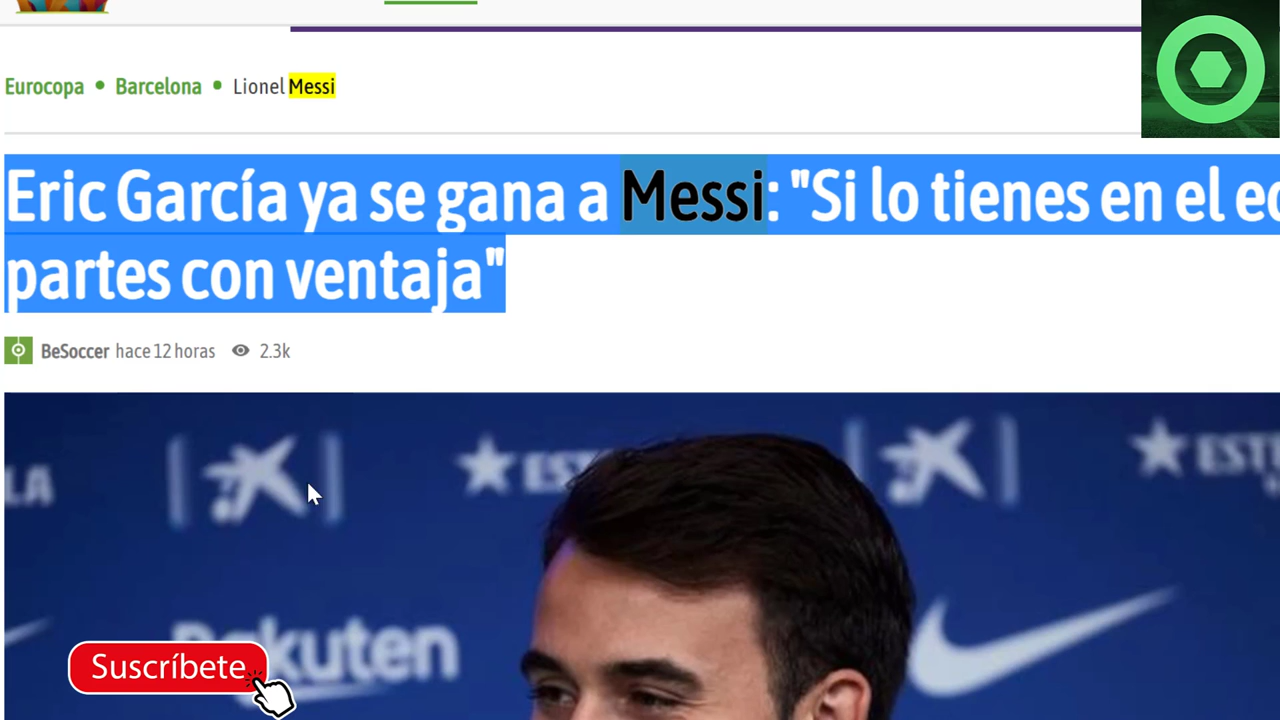 Eurocopa • Barcelona • Lionel Messi
Eric García ya se gana a Messi: "Si lo tienes en el
partes con ventaja"
BeSoccer hace 12 horas 2.3k
Rakuten
Suscríbete